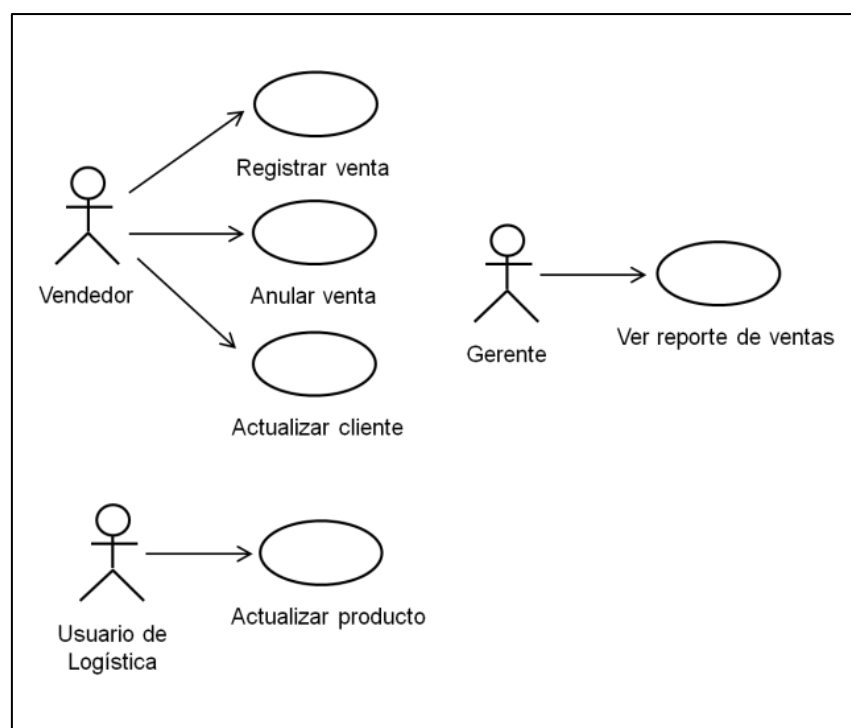 Registrar venta
Vendedor
Anular venta
Actualizar cliente
Gerente
Ver reporte de ventas
Usuario de
Logística
Actualizar producto